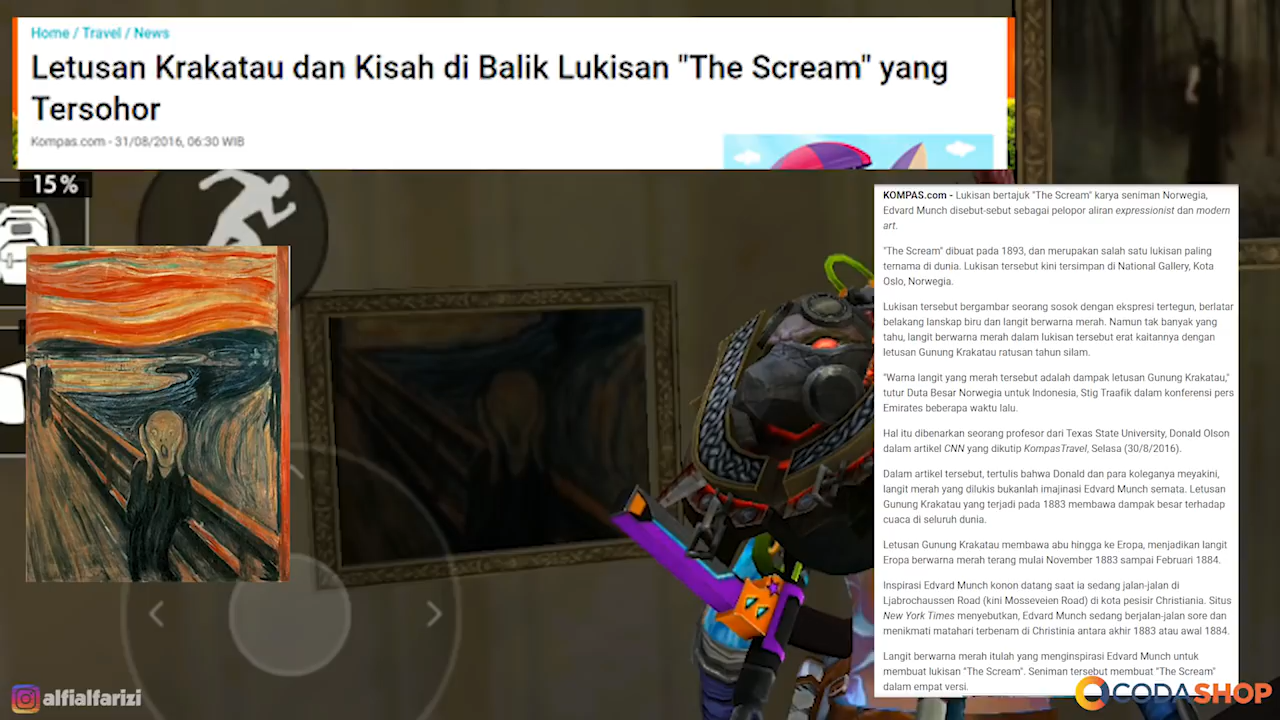 Home / Travel / News
Letusan Krakatau dan Kisah di Balik Lukisan "The Scream" yang
Tersohor
Kompas.com - 31/08/2016, 06:30 WIB
15%
KOMPAS.com - Lukisan bertajuk "The Scream" karya seniman Norwegia,
Edvard Munch disebut-sebut sebagai pelopor aliran expressionist dan modern
art.
"The Scream" dibuat pada 1893, dan merupakan salah satu lukisan paling
ternama di dunia. Lukisan tersebut kini tersimpan di National Gallery, Kota
Oslo, Norwegia.
Lukisan tersebut bergambar seorang sosok dengan ekspresi tertegun, berlatar
belakang lanskap biru dan langit berwarna merah. Namun tak banyak yang
tahu, langit berwarna merah dalam lukisan tersebut erat kaitannya dengan
letusan Gunung Krakatau ratusan tahun silam.
"Warna langit yang merah tersebut adalah dampak letusan Gunung Krakatau,"
tutur Duta Besar Norwegia untuk Indonesia, Stig Traafik dalam konferensi pers
Emirates beberapa waktu lalu.
Hal itu dibenarkan seorang profesor dari Texas State University, Donald Olson
dalam artikel CNN yang dikutip KompasTravel, Selasa (30/8/2016).
Dalam artikel tersebut, tertulis bahwa Donald dan para koleganya meyakini,
langit merah yang dilukis bukanlah imajinasi Edvard Munch semata. Letusan
Gunung Krakatau yang terjadi pada 1883 membawa dampak besar terhadap
cuaca di seluruh dunia.
Letusan Gunung Krakatau membawa abu hingga ke Eropa, menjadikan langit
Eropa berwarna merah terang mulai November 1883 sampai Februari 1884.
Inspirasi Edvard Munch konon datang saat ia sedang jalan-jalan di
Ljabrochaussen Road (kini Mosseveien Road) di kota pesisir Christiania. Situs
New York Times menyebutkan, Edvard Munch sedang berjalan-jalan sore dan
menikmati matahari terbenam di Christinia antara akhir 1883 atau awal 1884.
Langit berwarna merah itulah yang menginspirasi Edvard Munch untuk
membuat lukisan "The Scream". Seniman tersebut membuat "The Scream"
dalam empat versi.
alfialfarizi
CODASHOP